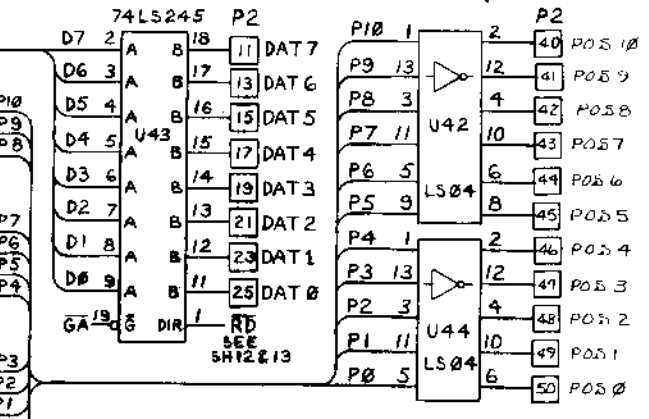 74LS245 P2
D7 2 A B 18 11 DAT 7
D6 3 A B 17 13 DAT 6
D5 4 A B 16 15 DAT 5
U43
D4 5 A B 15 17 DAT 4
D3 6 A B 14 19 DAT 3
D2 7 A B 13 21 DAT 2
D1 8 A B 12 23 DAT 1
DØ 9 A B 11 25 DAT Ø
GA 19 G DIR 1 RD
SEE
SH12&13
P10
P9
P8
P7
P6
P5
P4
P3
P2
P1
P2
P1Ø 1 2 40 POS 1Ø
P9 13 12 41 POS 9
P8 3 4 42 POS 8
U42
P7 11 10 43 POS 7
P6 5 6 44 POS 6
LS04
P5 9 8 45 POS 5
P4 1 2 46 POS 4
P3 13 12 47 POS 3
P2 3 4 48 POS 2
U44
P1 11 10 49 POS 1
LS04
PØ 5 6 50 POS Ø